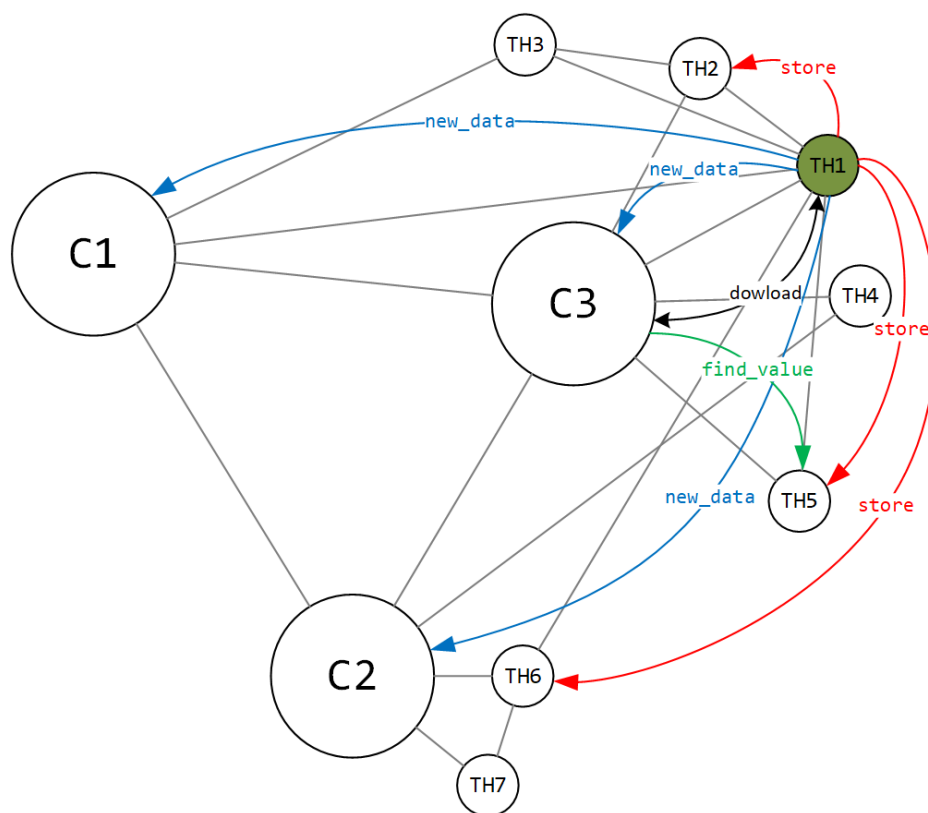 TH3
TH2
store
new_data
TH1
new_data
C1
C3
dowload
TH4
store
find_value
new_data
TH5
store
C2
TH6
TH7